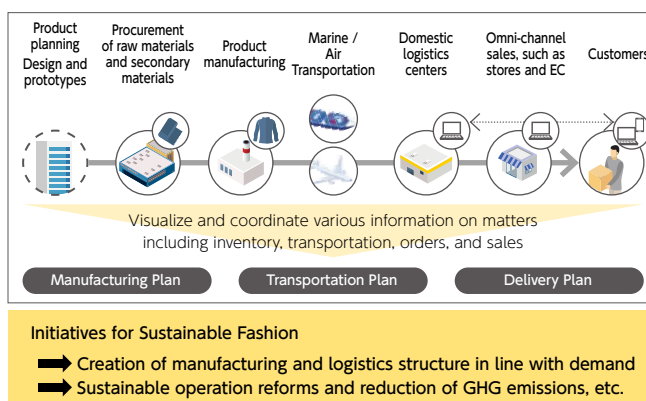 Product
planning
Design and
prototypes
Procurement
of raw materials
and secondary
materials
Product
manufacturing
Marine /
Air
Transportation
Domestic
logistics
centers
Omni-channel
sales, such as
stores and EC
Customers
Visualize and coordinate various information on matters
including inventory, transportation, orders, and sales
Manufacturing Plan
Transportation Plan
Delivery Plan
Initiatives for Sustainable Fashion
Creation of manufacturing and logistics structure in line with demand
Sustainable operation reforms and reduction of GHG emissions, etc.